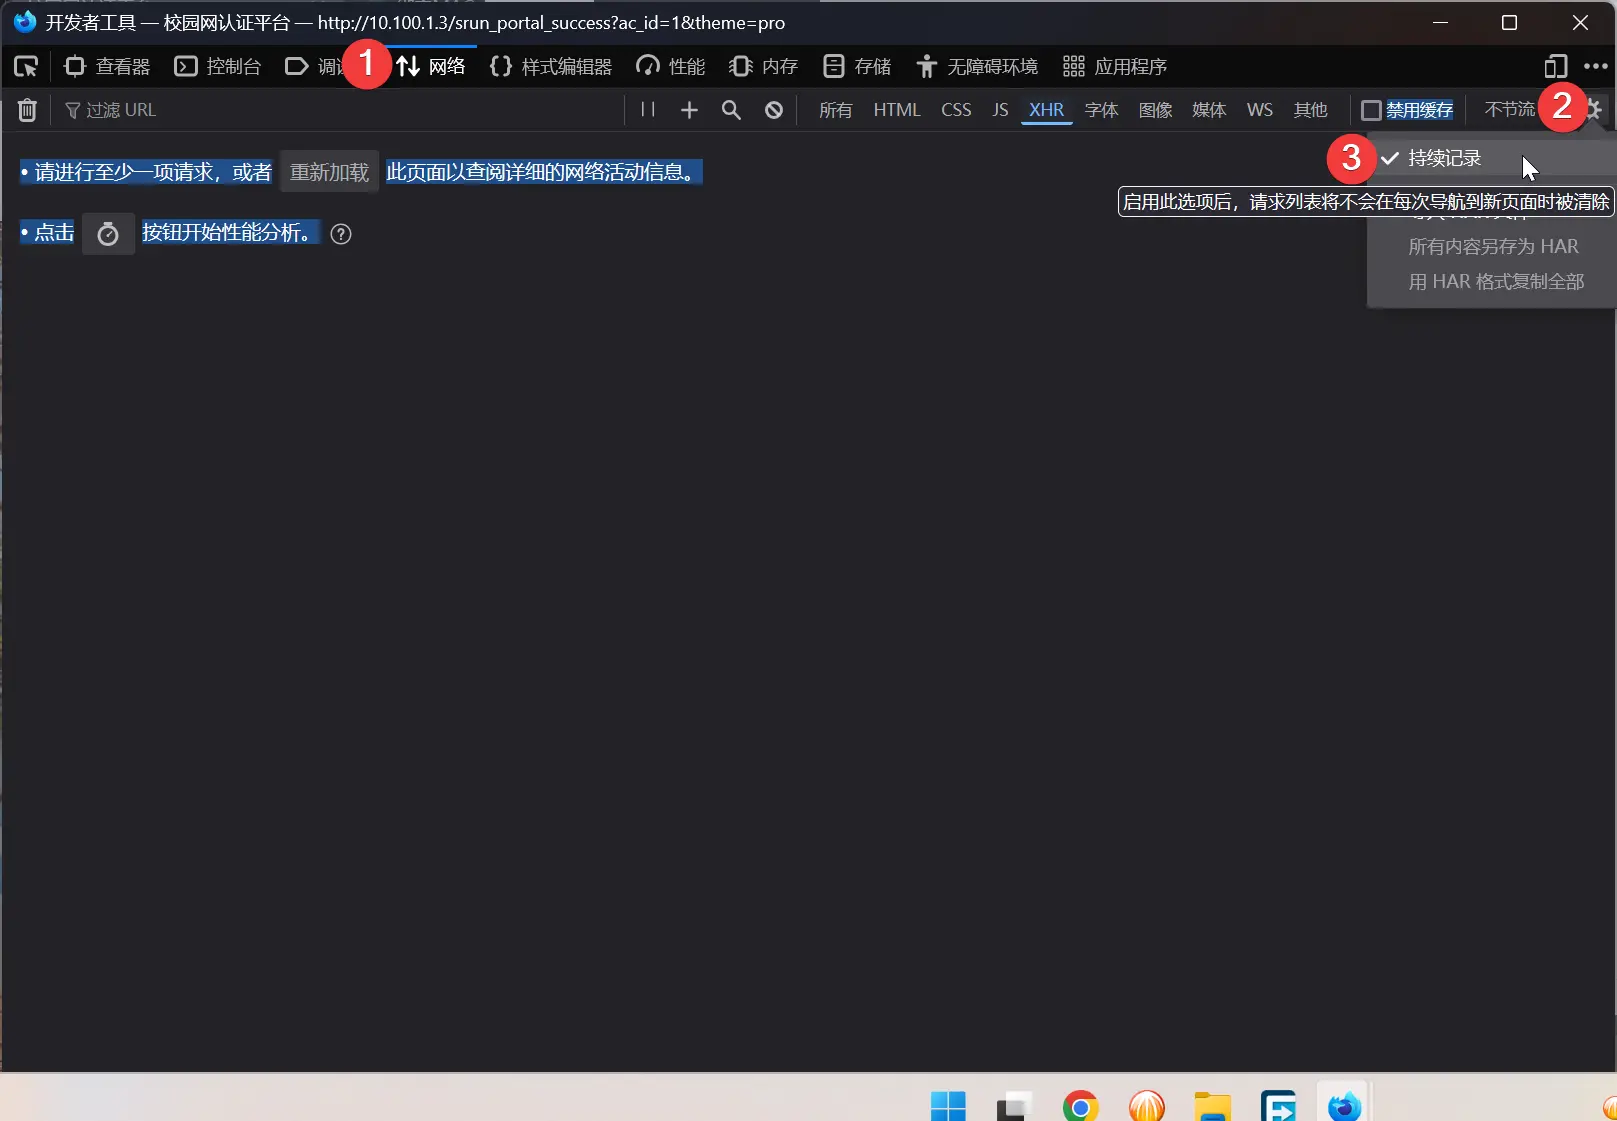 开发者工具 — 校园网认证平台 — http://10.100.1.3/srun_portal_success?ac_id=1&theme=pro
查看器 控制台 1 网络 样式编辑器 性能 内存 存储 无障碍环境 应用程序
过滤 URL 所有 HTML CSS JS XHR 字体 图像 媒体 WS 其他 禁用缓存 不节流 2
• 请进行至少一项请求，或者 重新加载 此页面以查阅详细的网络活动信息。
3 持续记录
启用此选项后，请求列表将不会在每次导航到新页面时被清除
• 点击 按钮开始性能分析。 ?
所有内容另存为 HAR
用 HAR 格式复制全部